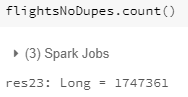 flightsNoDupes.count()
▸ (3) Spark Jobs
res23: Long = 1747361